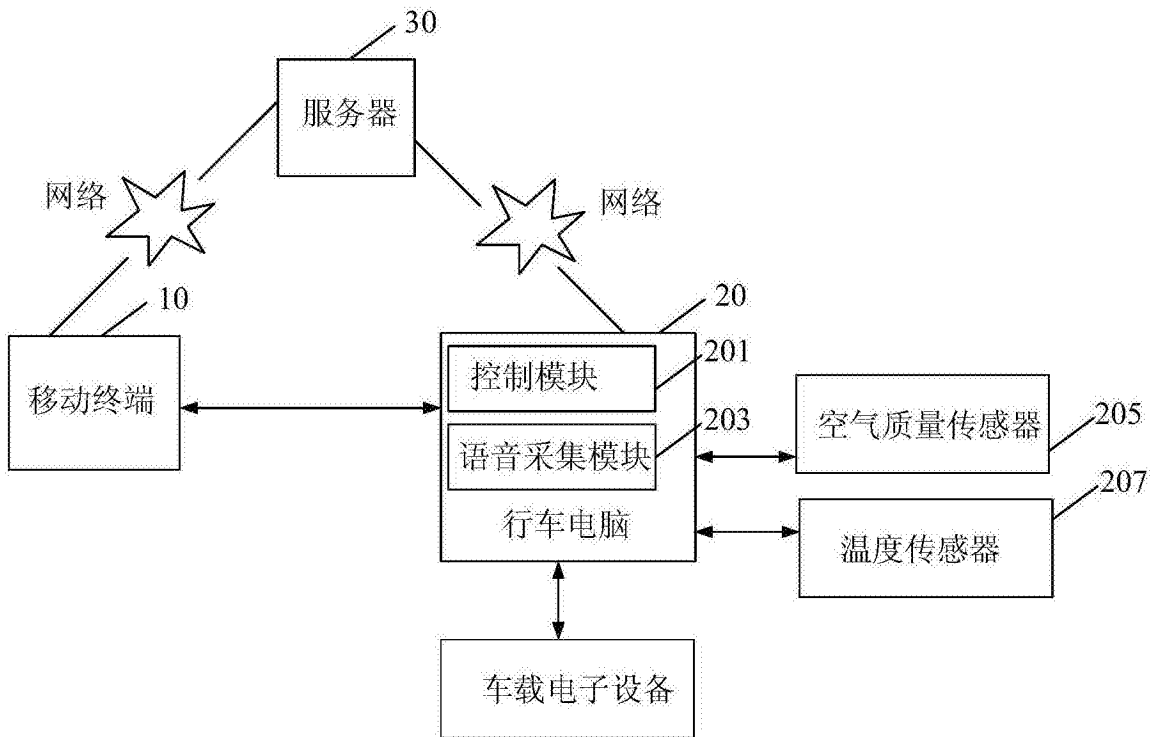 30
服务器
网络
网络
10
移动终端
20
控制模块
201
语音采集模块
203
行车电脑
空气质量传感器
205
温度传感器
207
车载电子设备